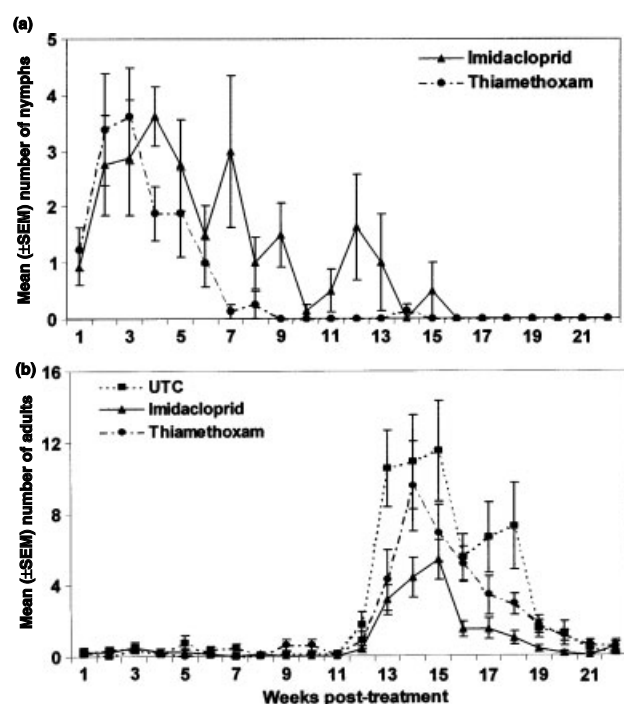 (a)
Mean (±SEM) number of nymphs
5
4
3
2
1
0
Imidacloprid
Thiamethoxam
1 3 5 7 9 11 13 15 17 19 21
(b)
Mean (±SEM) number of adults
16
12
8
4
0
UTC
Imidacloprid
Thiamethoxam
1 3 5 7 9 11 13 15 17 19 21
Weeks post-treatment